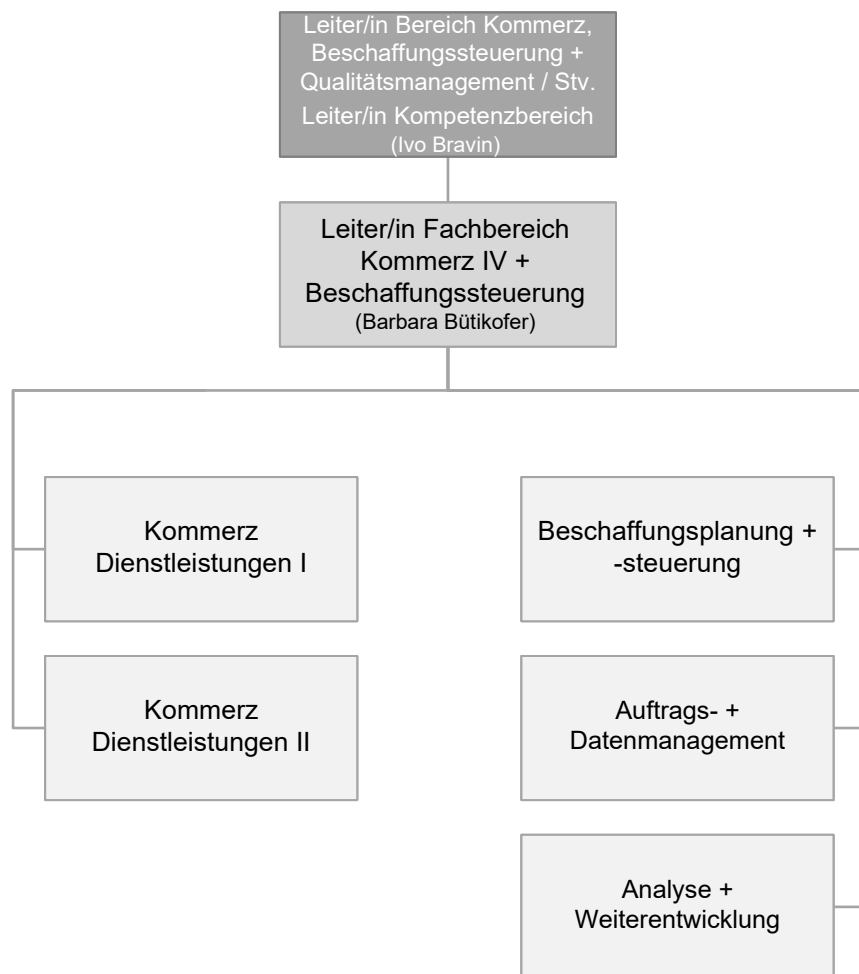 Leiter/in Bereich Kommerz,
Beschaffungssteuerung +
Qualitätsmanagement / Stv.
Leiter/in Kompetenzbereich
(Ivo Bravin)
Leiter/in Fachbereich
Kommerz IV +
Beschaffungssteuerung
(Barbara Bütikofer)
Kommerz
Dienstleistungen I
Beschaffungsplanung +
-steuerung
Kommerz
Dienstleistungen II
Auftrags- +
Datenmanagement
Analyse +
Weiterentwicklung